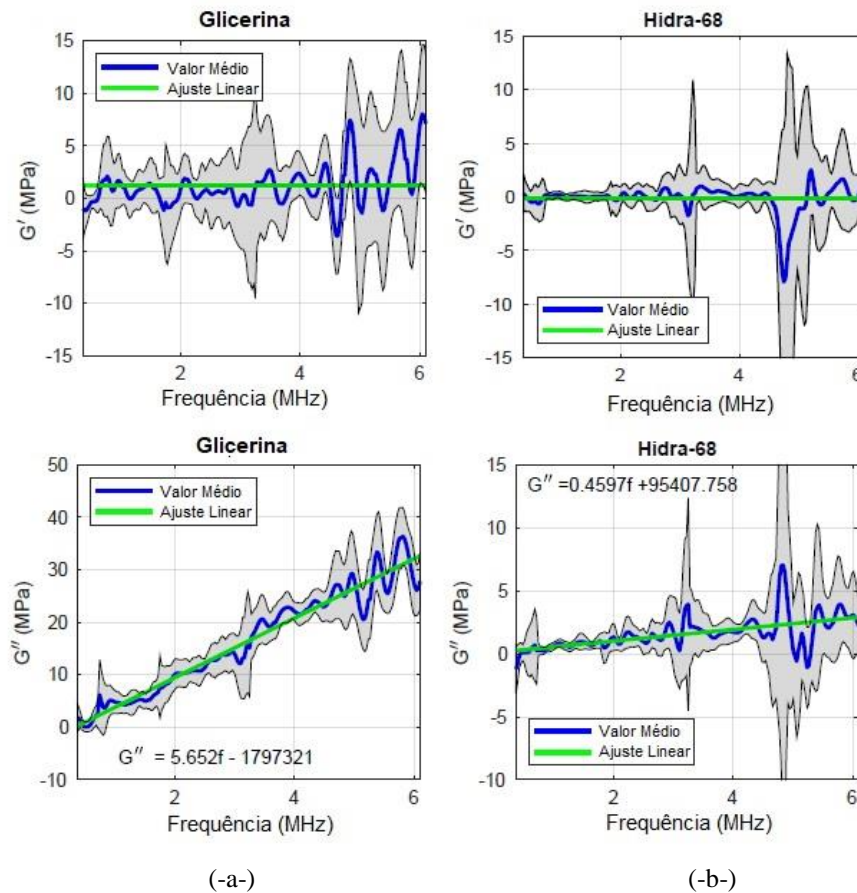 Glicerina
15
10
5
0
-5
-10
-15
G′ (MPa)
Valor Médio
Ajuste Linear
2
4
6
Frequência (MHz)
Hidra-68
15
10
5
0
-5
-10
-15
G′ (MPa)
Valor Médio
Ajuste Linear
2
4
6
Frequência (MHz)
Glicerina
50
40
30
20
10
0
-10
G″ (MPa)
Valor Médio
Ajuste Linear
G″ = 5.652f - 1797321
2
4
6
Frequência (MHz)
Hidra-68
15
10
5
0
-5
-10
G″ (MPa)
G″ =0.4597f +95407.758
Valor Médio
Ajuste Linear
2
4
6
Frequência (MHz)
(-a-)
(-b-)